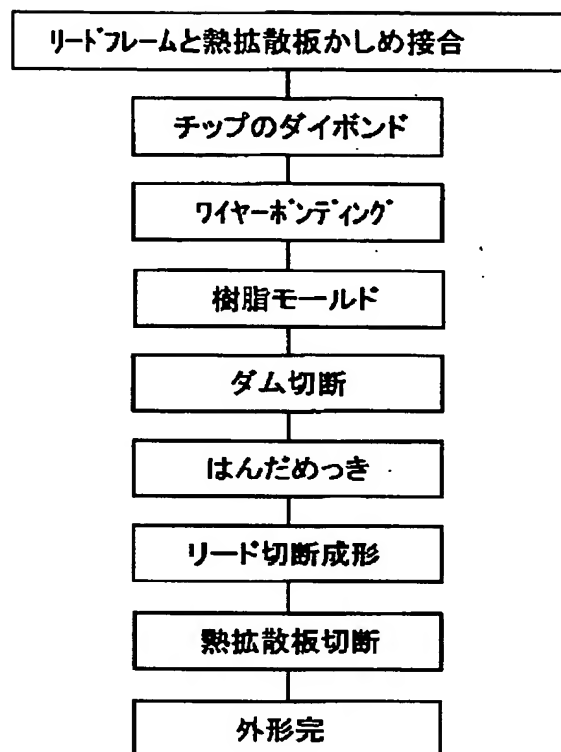 リードフレームと熱拡散板かしめ接合
チップのダイボンド
ワイヤーボンディング
樹脂モールド
ダム切断
はんだめっき
リード切断成形
熱拡散板切断
外形完